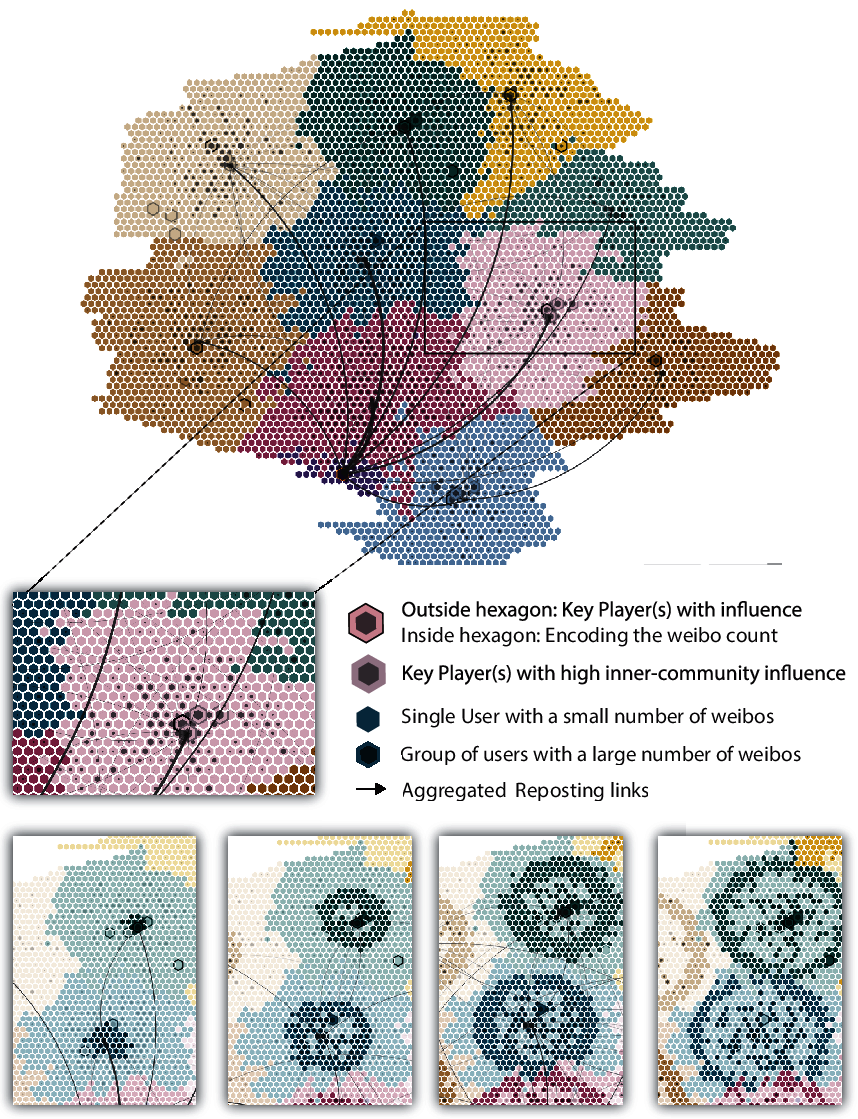 Outside hexagon: Key Player(s) with influence
Inside hexagon: Encoding the weibo count
Key Player(s) with high inner-community influence
Single User with a small number of weibos
Group of users with a large number of weibos
Aggregated Reposting links